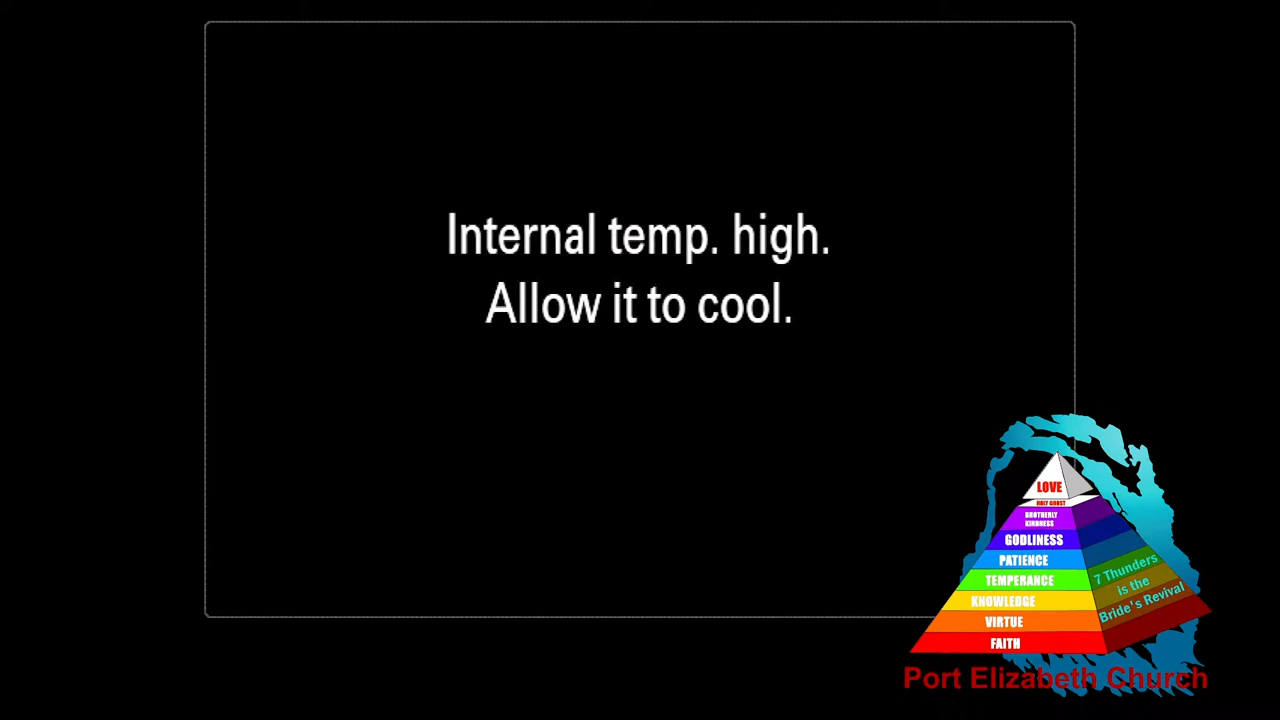 Internal temp. high.
Allow it to cool.
LOVE
HOLY GHOST
BROTHERLY
KINDNESS
GODLINESS
PATIENCE
TEMPERANCE
KNOWLEDGE
VIRTUE
FAITH
7 Thunders
is the
Bride's Revival
Port Elizabeth Church